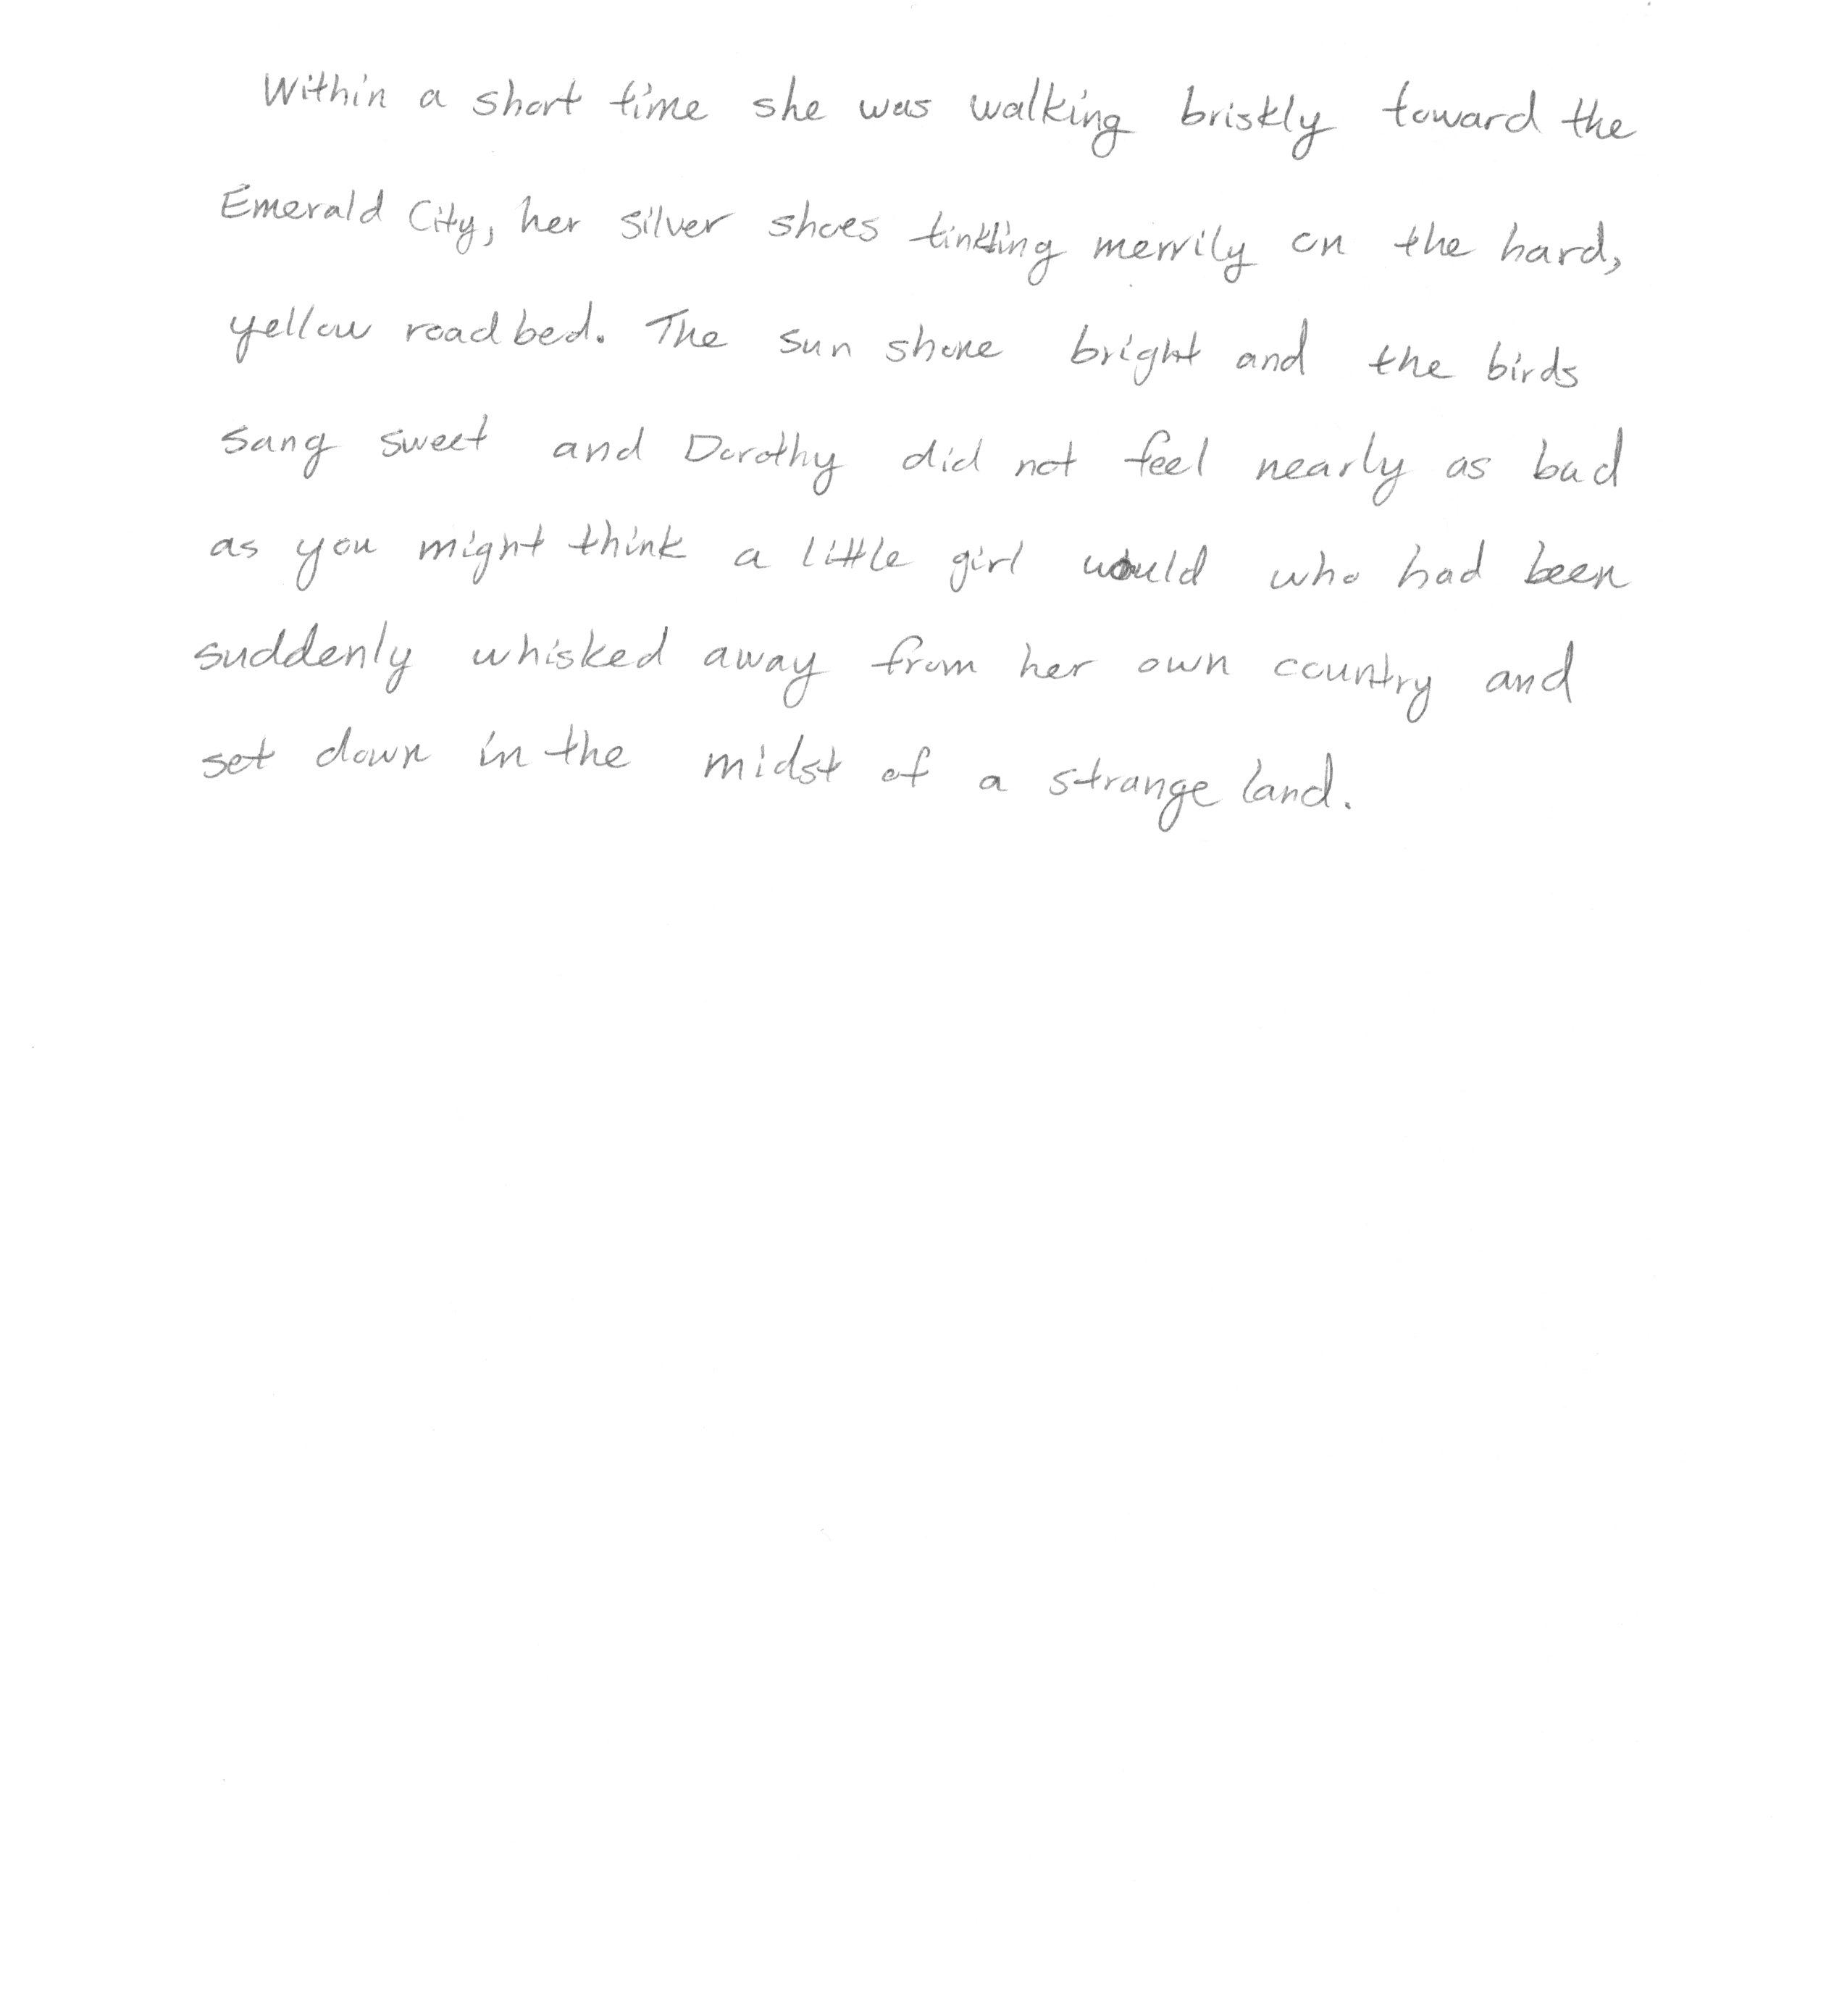 Within a short time she was walking briskly toward the
Emerald City, her silver shoes tinkling merrily on the hard,
yellow roadbed. The sun shone bright and the birds
sang sweet and Dorothy did not feel nearly as bad
as you might think a little girl would who had been
suddenly whisked away from her own country and
set down in the midst of a strange land.